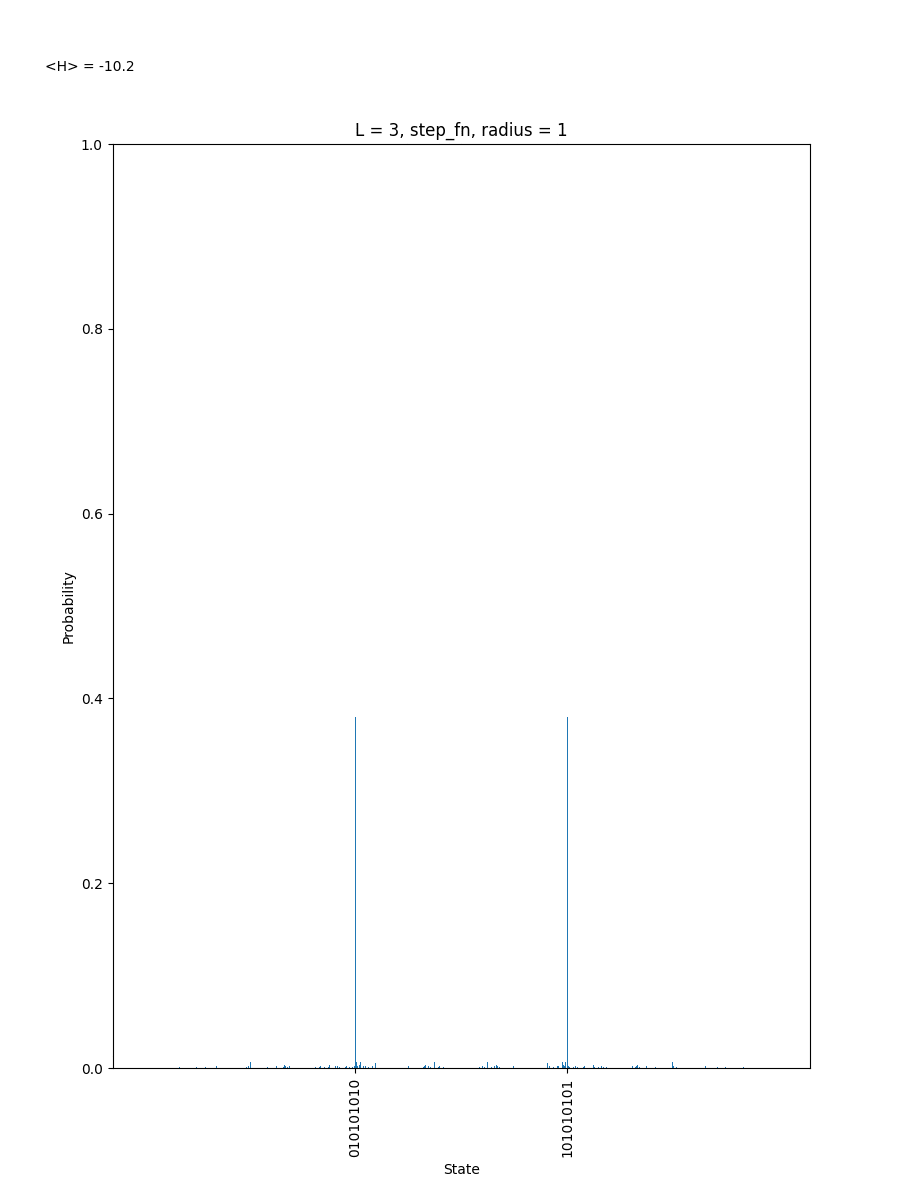 <H> = -10.2
L = 3, step_fn, radius = 1
1.0
0.8
0.6
0.4
0.2
0.0
Probability
010101010
101010101
State